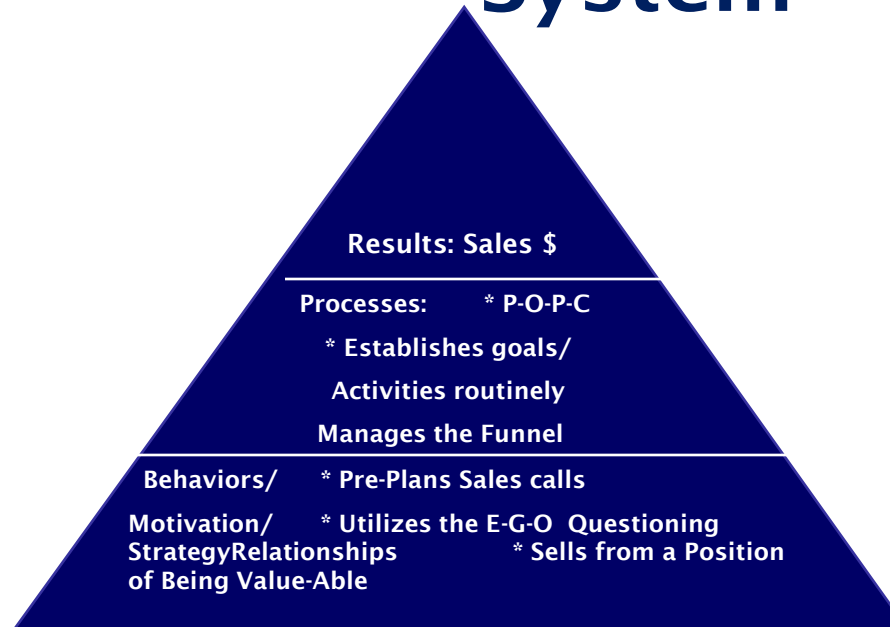 System
Results: Sales $
Processes: * P-O-P-C
* Establishes goals/
Activities routinely
Manages the Funnel
Behaviors/ * Pre-Plans Sales calls
Motivation/ * Utilizes the E-G-O Questioning
StrategyRelationships * Sells from a Position
of Being Value-Able